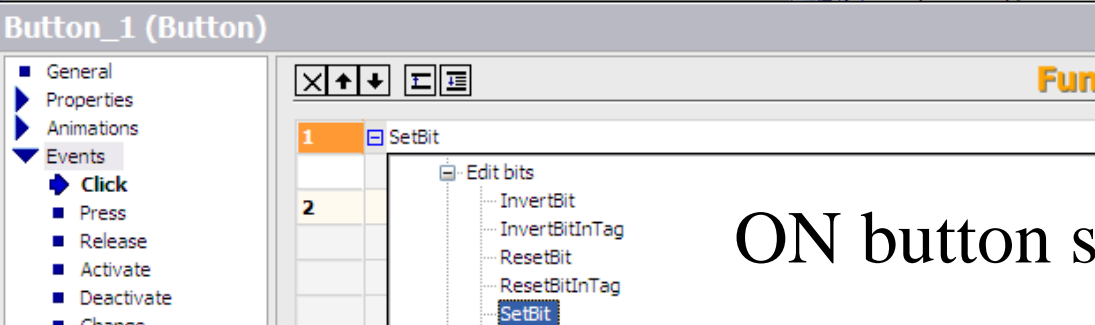 Button_1 (Button)
General
Properties
Animations
Events
Click
Press
Release
Activate
Deactivate
Change
Fun
1 SetBit
Edit bits
InvertBit
2
InvertBitInTag
ResetBit
ResetBitInTag
SetBit
ON button s